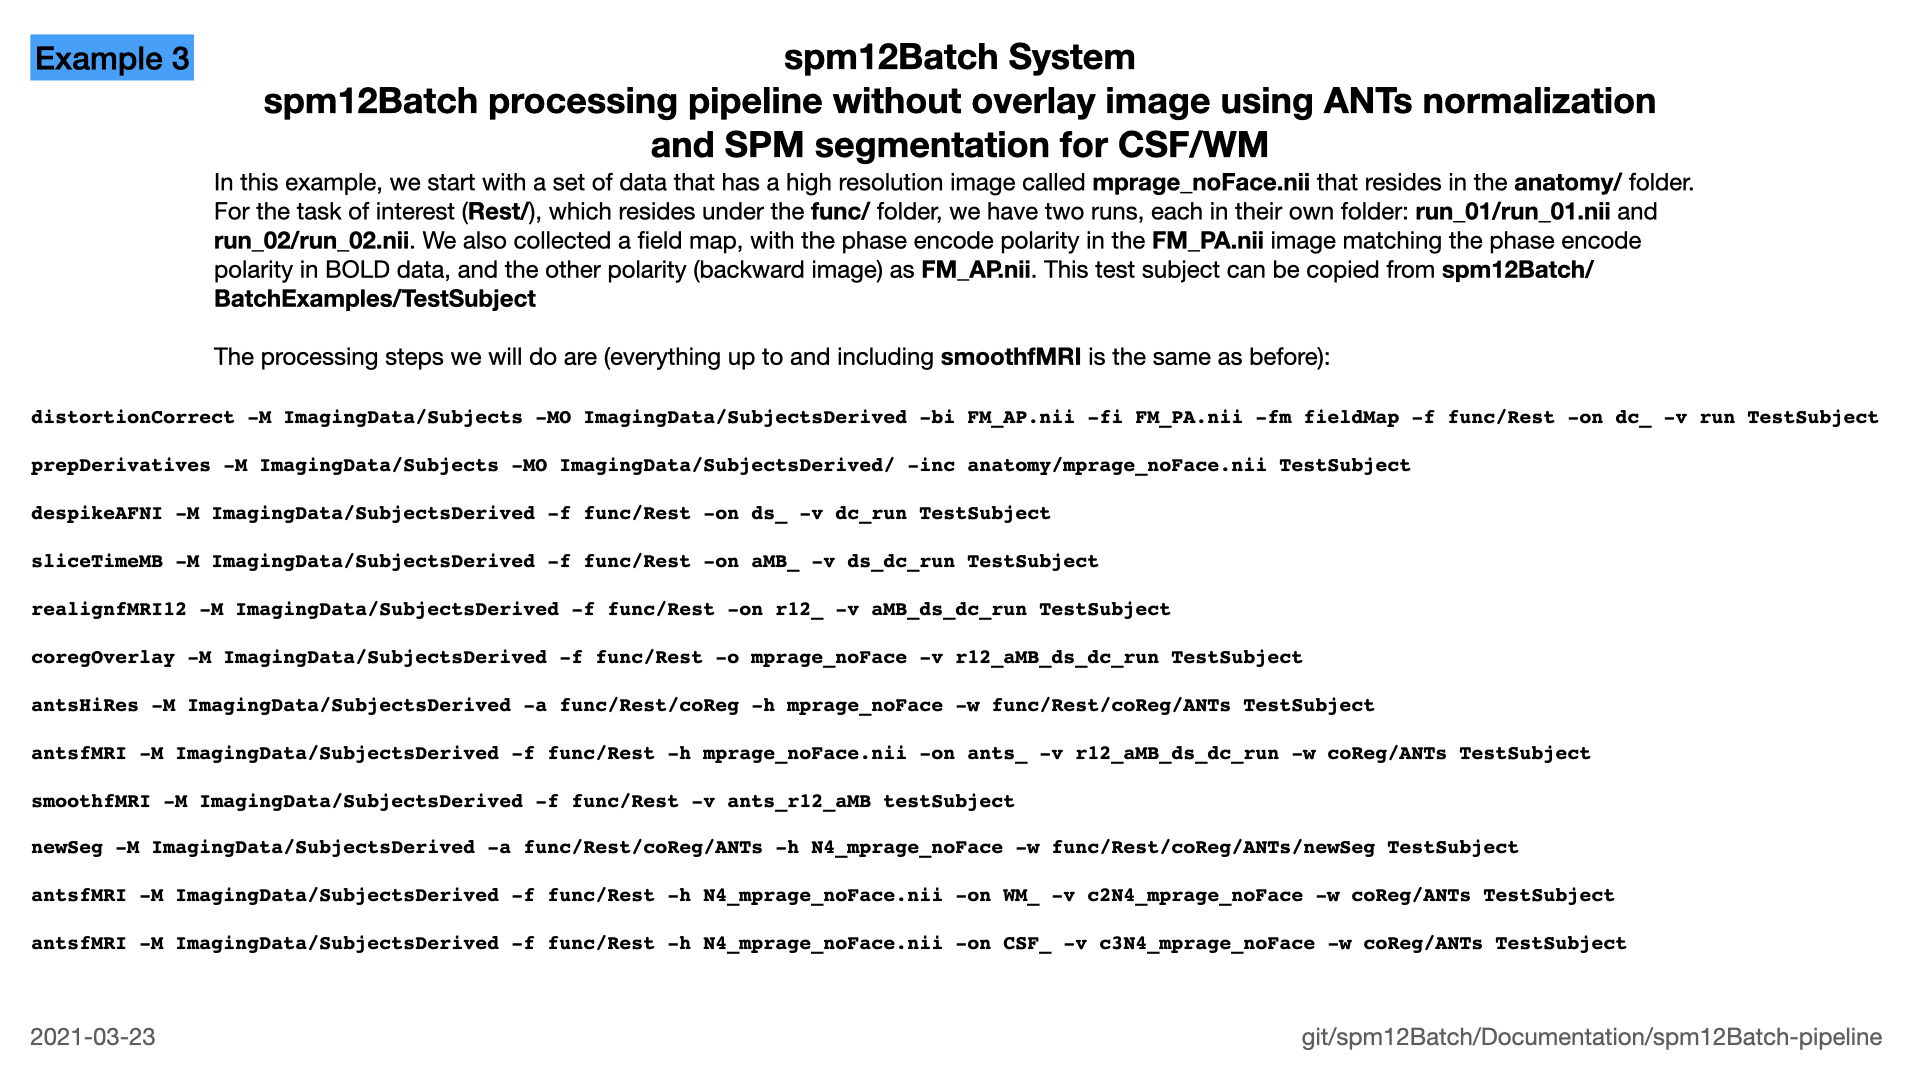 Example 3
spm12Batch System
spm12Batch processing pipeline without overlay image using ANTs normalization
and SPM segmentation for CSF/WM
In this example, we start with a set of data that has a high resolution image called mprage_noFace.nii that resides in the anatomy/ folder.
For the task of interest (Rest/), which resides under the func/ folder, we have two runs, each in their own folder: run_01/run_01.nii and
run_02/run_02.nii. We also collected a field map, with the phase encode polarity in the FM_PA.nii image matching the phase encode
polarity in BOLD data, and the other polarity (backward image) as FM_AP.nii. This test subject can be copied from spm12Batch/
BatchExamples/TestSubject
The processing steps we will do are (everything up to and including smoothfMRI is the same as before):
distortionCorrect -M ImagingData/Subjects -MO ImagingData/SubjectsDerived -bi FM_AP.nii -fi FM_PA.nii -fm fieldMap -f func/Rest -on dc_ -v run TestSubject
prepDerivatives -M ImagingData/Subjects -MO ImagingData/SubjectsDerived/ -inc anatomy/mprage_noFace.nii TestSubject
despikeAFNI -M ImagingData/SubjectsDerived -f func/Rest -on ds_ -v dc_run TestSubject
sliceTimeMB -M ImagingData/SubjectsDerived -f func/Rest -on aMB_ -v ds_dc_run TestSubject
realignfMRI12 -M ImagingData/SubjectsDerived -f func/Rest -on r12_ -v aMB_ds_dc_run TestSubject
coregOverlay -M ImagingData/SubjectsDerived -f func/Rest -o mprage_noFace -v r12_aMB_ds_dc_run TestSubject
antsHiRes -M ImagingData/SubjectsDerived -a func/Rest/coReg -h mprage_noFace -w func/Rest/coReg/ANTs TestSubject
antsfMRI -M ImagingData/SubjectsDerived -f func/Rest -h mprage_noFace.nii -on ants_ -v r12_aMB_ds_dc_run -w coReg/ANTs TestSubject
smoothfMRI -M ImagingData/SubjectsDerived -f func/Rest -v ants_r12_aMB testSubject
newSeg -M ImagingData/SubjectsDerived -a func/Rest/coReg/ANTs -h N4_mprage_noFace -w func/Rest/coReg/ANTs/newSeg TestSubject
antsfMRI -M ImagingData/SubjectsDerived -f func/Rest -h N4_mprage_noFace.nii -on WM_ -v c2N4_mprage_noFace -w coReg/ANTs TestSubject
antsfMRI -M ImagingData/SubjectsDerived -f func/Rest -h N4_mprage_noFace.nii -on CSF_ -v c3N4_mprage_noFace -w coReg/ANTs TestSubject
2021-03-23
git/spm12Batch/Documentation/spm12Batch-pipeline